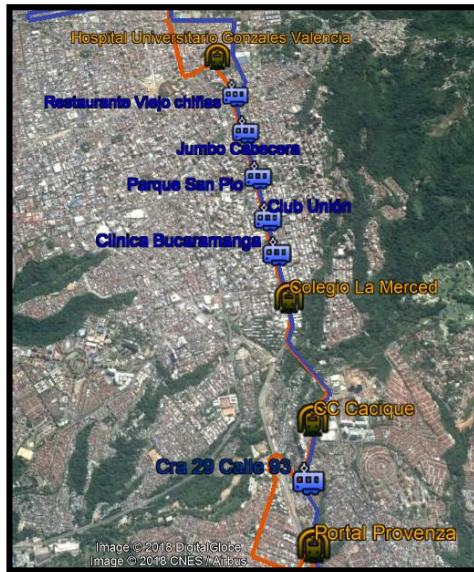 Hospital Universitario Gonzales Valencia
Restaurante Viejo chiflas
Jumbo Cabecera
Parque San Pio
Club Unión
Clinica Bucaramanga
Colegio La Merced
CC Cacique
Cra 29 Calle 93
Portal Provenza
Image © 2018 DigitalGlobe
Image © 2018 CNES / Airbus